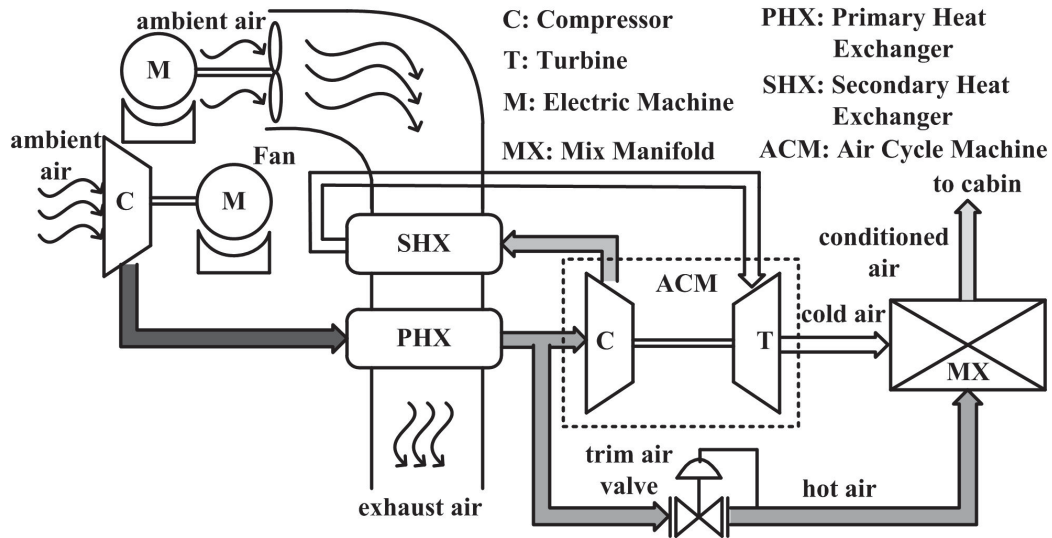 ambient air
C: Compressor
T: Turbine
M: Electric Machine
MX: Mix Manifold
PHX: Primary Heat
Exchanger
SHX: Secondary Heat
Exchanger
ACM: Air Cycle Machine
M
ambient
air
Fan
C
M
to cabin
conditioned
air
SHX
ACM
PHX
C
T
cold air
MX
trim air
valve
hot air
exhaust air